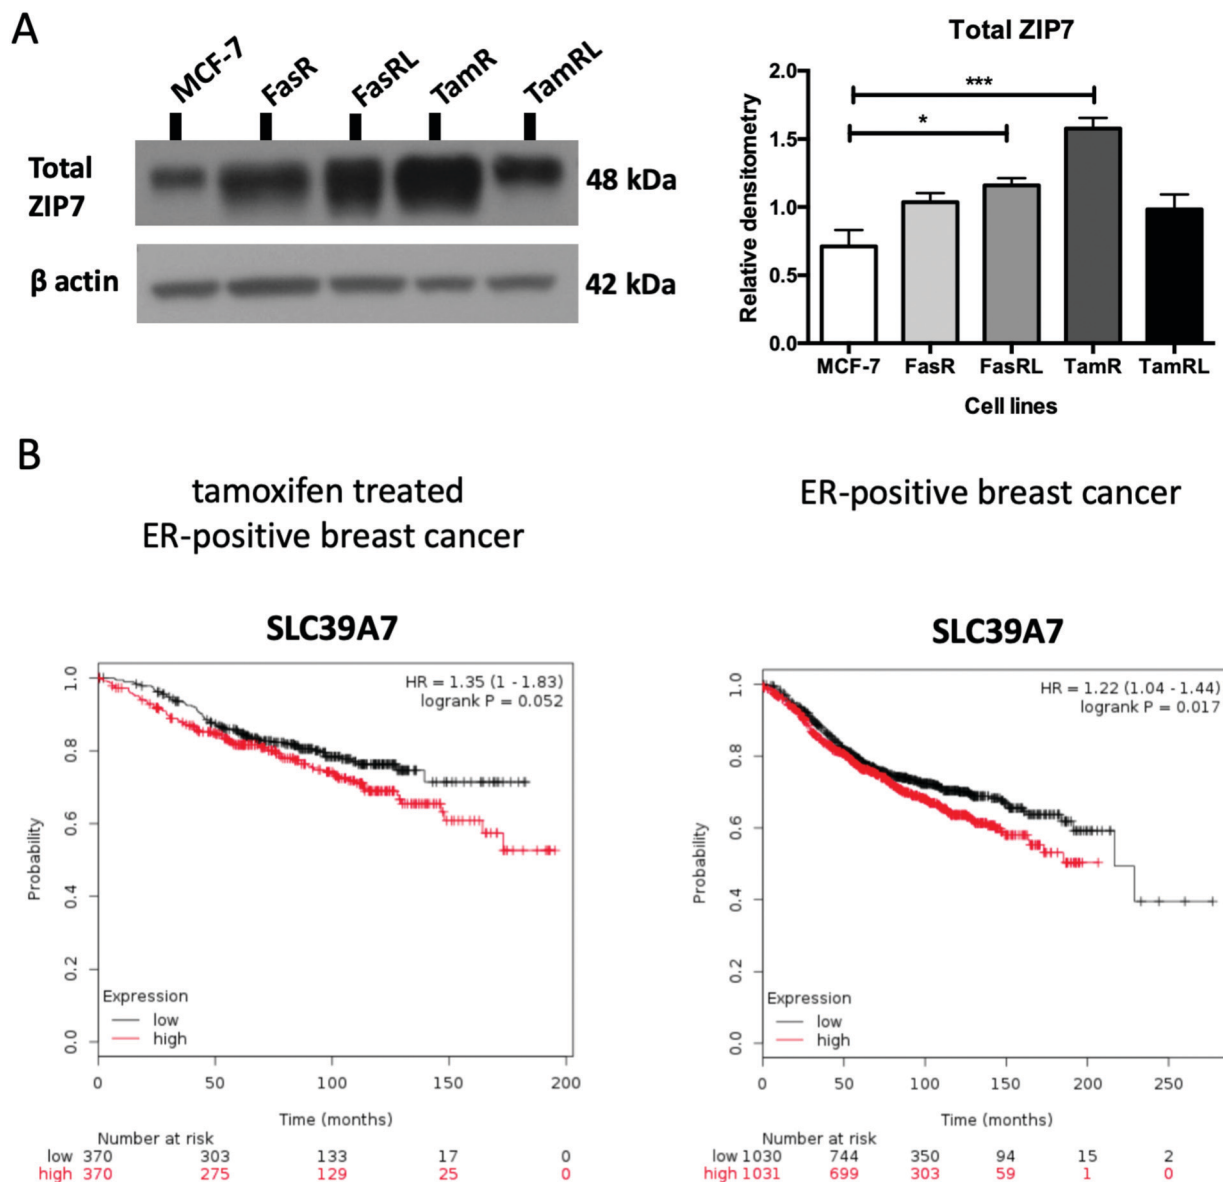 A
MCF-7
FasR
FasRL
TamR
TamRL
Total
ZIP7
48 kDa
β actin
42 kDa
Total ZIP7
Relative densitometry
2.0
1.5
1.0
0.5
0.0
***
*
MCF-7 FasR FasRL TamR TamRL
Cell lines
B
tamoxifen treated
ER-positive breast cancer
SLC39A7
HR = 1.35 (1 - 1.83)
logrank P = 0.052
Probability
1.0
0.8
0.6
0.4
0.2
0.0
Expression
low
high
0 50 100 150 200
Time (months)
Number at risk
low 370 303 133 17 0
high 370 275 129 25 0
ER-positive breast cancer
SLC39A7
HR = 1.22 (1.04 - 1.44)
logrank P = 0.017
Probability
1.0
0.8
0.6
0.4
0.2
0.0
Expression
low
high
0 50 100 150 200 250
Time (months)
Number at risk
low 1030 744 350 94 15 2
high 1031 699 303 59 1 0